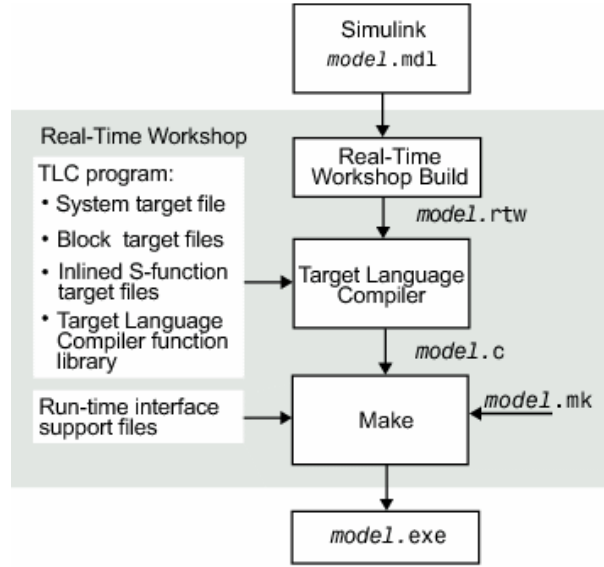 Simulink
model.mdl
Real-Time Workshop
Real-Time
Workshop Build
TLC program:
• System target file
• Block target files
• Inlined S-function
target files
• Target Language
Compiler function
library
model.rtw
Target Language
Compiler
model.c
Run-time interface
support files
Make
model.mk
model.exe